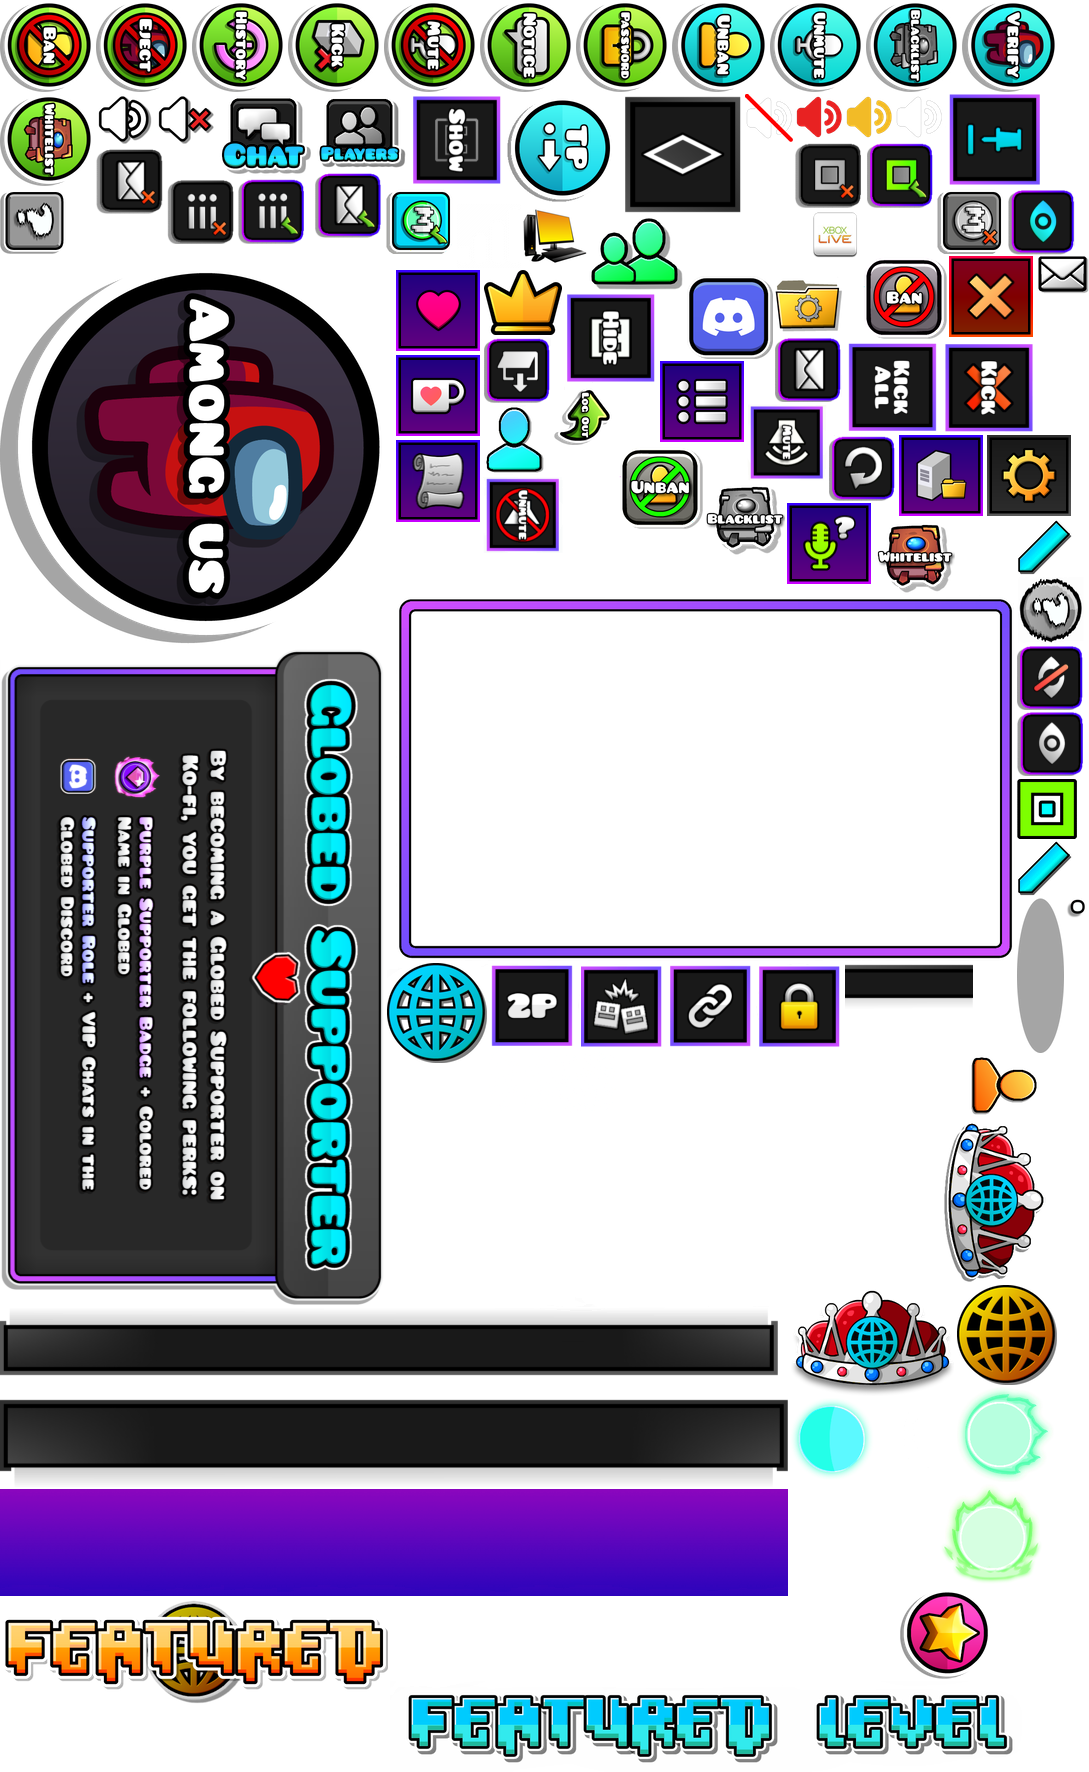 BAN
EJECT
HISTORY
KICK
MUTE
NOTICE
PASSWORD
UNBAN
UNMUTE
BLACKLIST
VERIFY
WHITELIST
CHAT
PLAYERS
SHOW
TP
XBOX
LIVE
AMONG US
HIDE
BAN
KICK
ALL
KICK
LOG OUT
MUTE
UNBAN
UNMUTE
BLACKLIST
WHITELIST
GLOBED SUPPORTER
BY BECOMING A GLOBED SUPPORTER ON
KO-FI, YOU GET THE FOLLOWING PERKS:
PURPLE SUPPORTER BADGE + COLORED
NAME IN GLOBED
SUPPORTER ROLE + VIP CHATS IN THE
GLOBED DISCORD
2P
FEATURED
FEATURED LEVEL